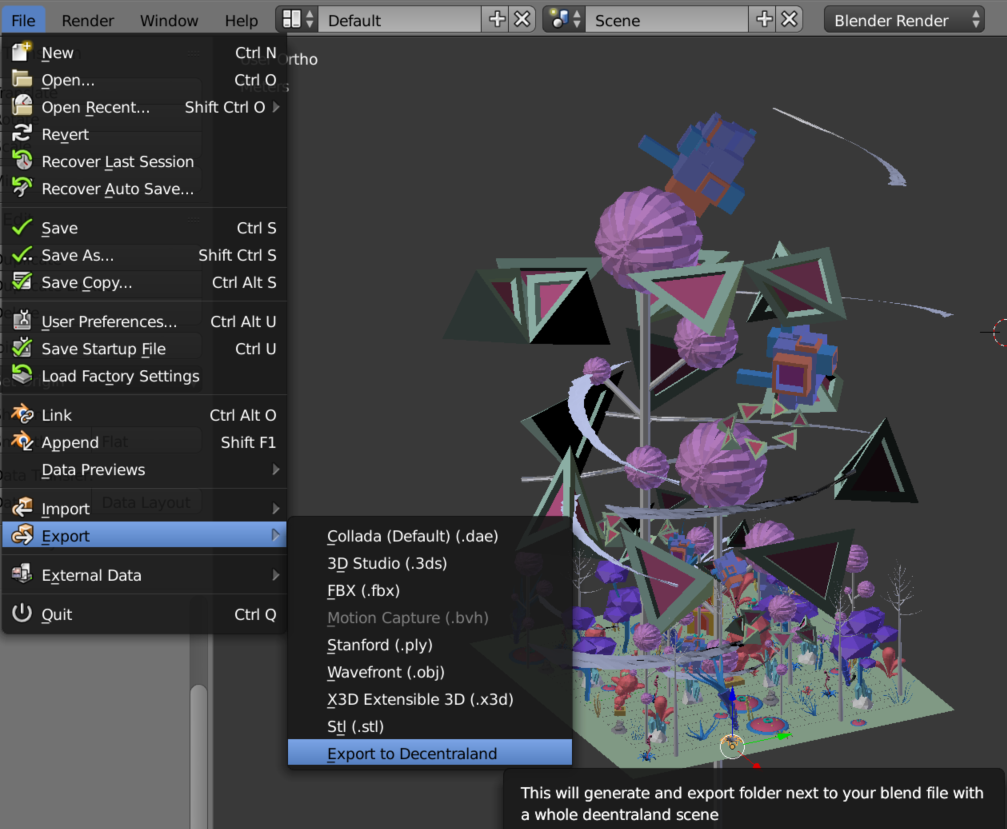 File Render Window Help Default Scene Blender Render
Ortho
New Ctrl N
Open... Ctrl O
Open Recent... Shift Ctrl O
Revert
Recover Last Session
Recover Auto Save...
Save Ctrl S
Save As... Shift Ctrl S
Save Copy... Ctrl Alt S
User Preferences... Ctrl Alt U
Save Startup File Ctrl U
Load Factory Settings
Link Ctrl Alt O
Append Shift F1
Flat
Data Previews
Data Layout
Import
Export
External Data
Quit Ctrl Q
Collada (Default) (.dae)
3D Studio (.3ds)
FBX (.fbx)
Motion Capture (.bvh)
Stanford (.ply)
Wavefront (.obj)
X3D Extensible 3D (.x3d)
Stl (.stl)
Export to Decentraland
This will generate and export folder next to your blend file with
a whole deentraland scene